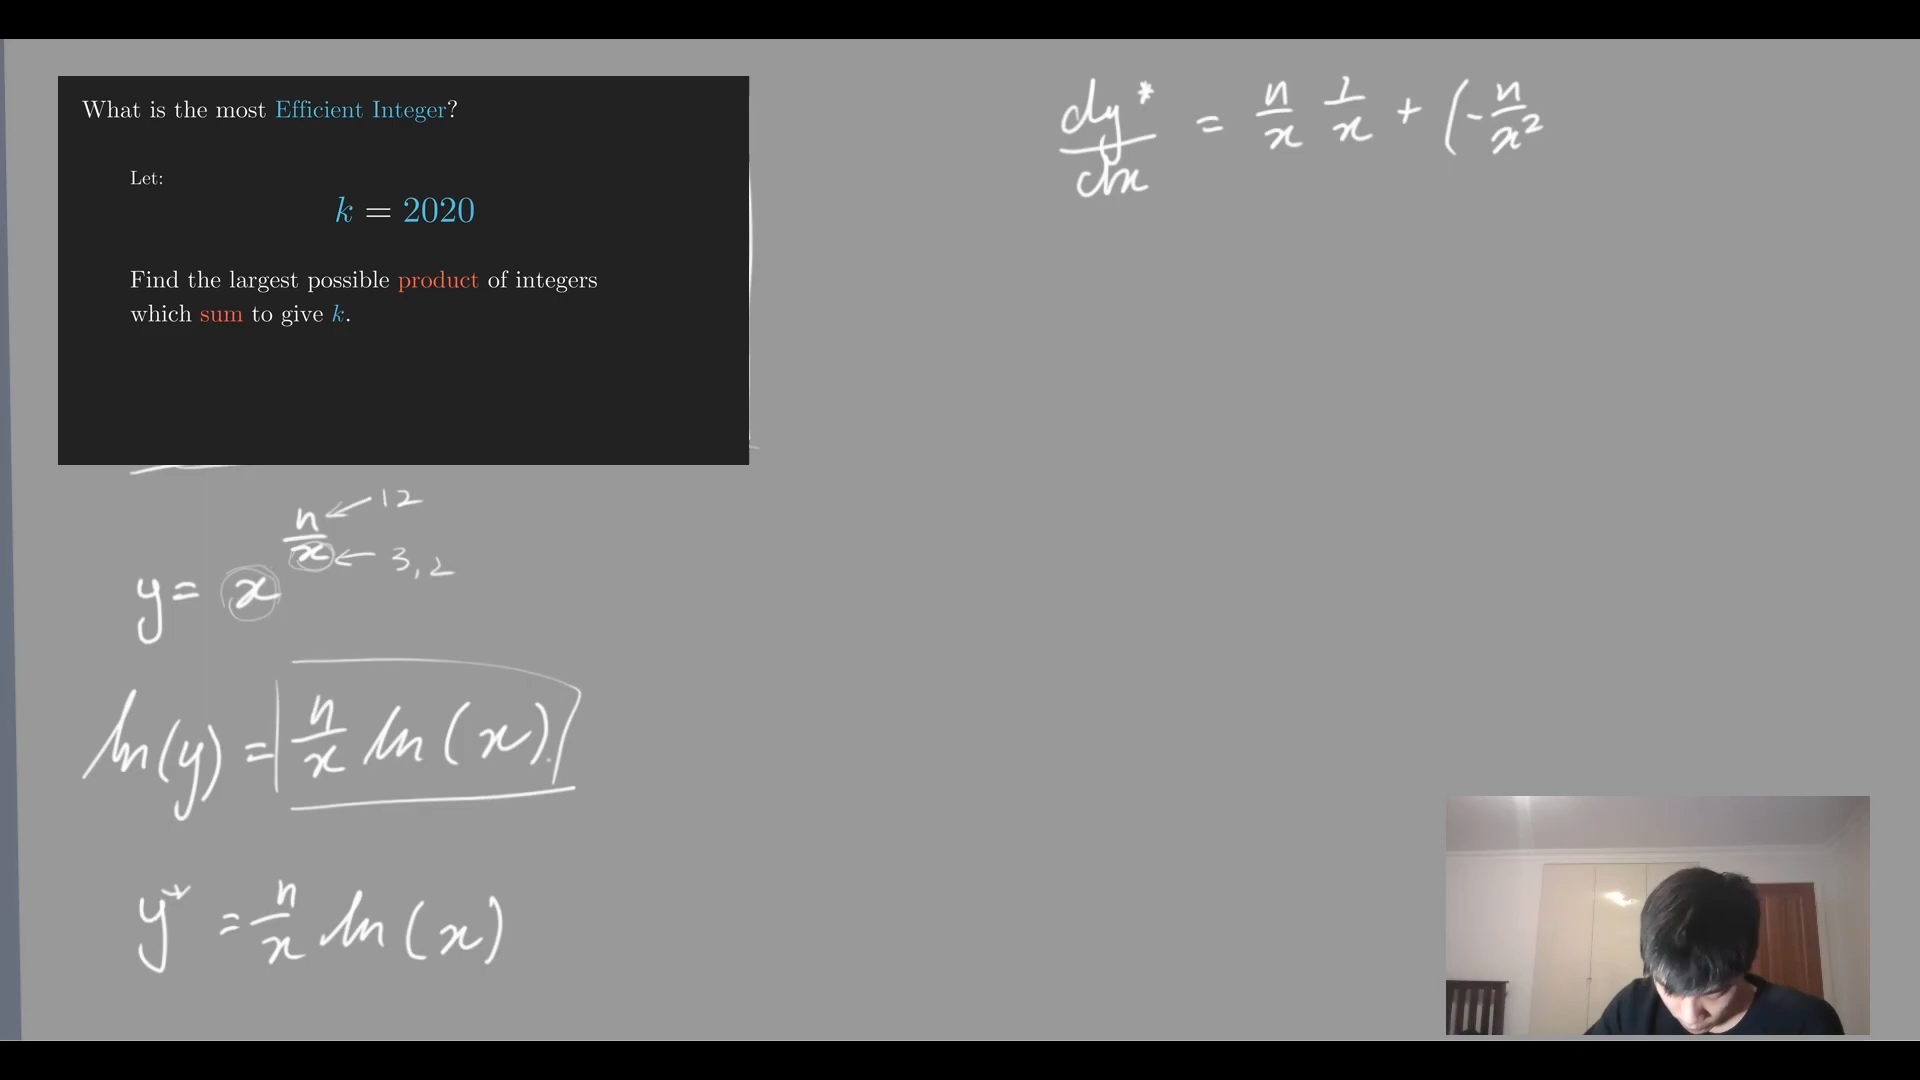 What is the most Efficient Integer?
Let:
k = 2020
Find the largest possible product of integers
which sum to give k.
n/x ← 12
← 3, 2
y = x^(n/x)
ln(y) = n/x ln(x)
y* = n/x ln(x)
dy*/dx = n/x 1/x + (-n/x²